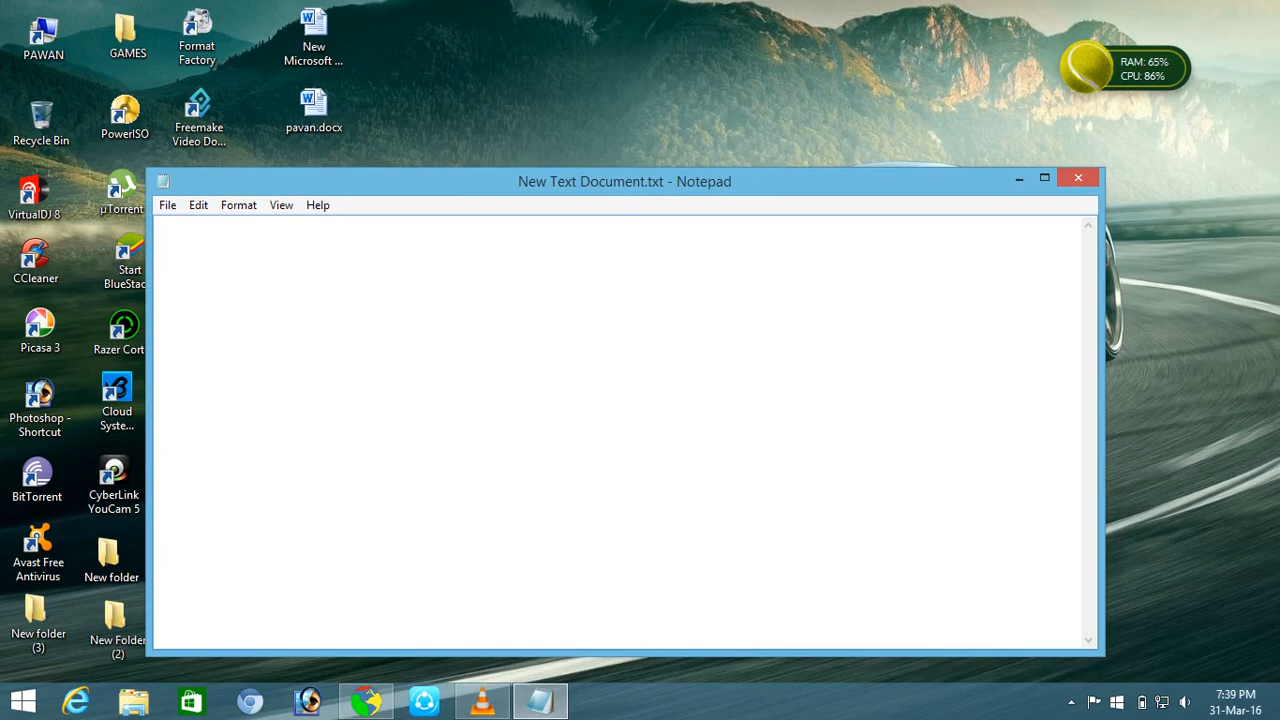 PAWAN
GAMES
Format
Factory
New
Microsoft ...
RAM: 65%
CPU: 86%
Recycle Bin
PowerISO
Freemake
Video Do...
pavan.docx
New Text Document.txt - Notepad
File Edit Format View Help
VirtualDJ 8
µTorrent
CCleaner
Start
BlueStac
Picasa 3
Razer Cort
Photoshop -
Shortcut
Cloud
Syste...
BitTorrent
CyberLink
YouCam 5
Avast Free
Antivirus
New folder
New folder
(3)
New Folder
(2)
7:39 PM
31-Mar-16